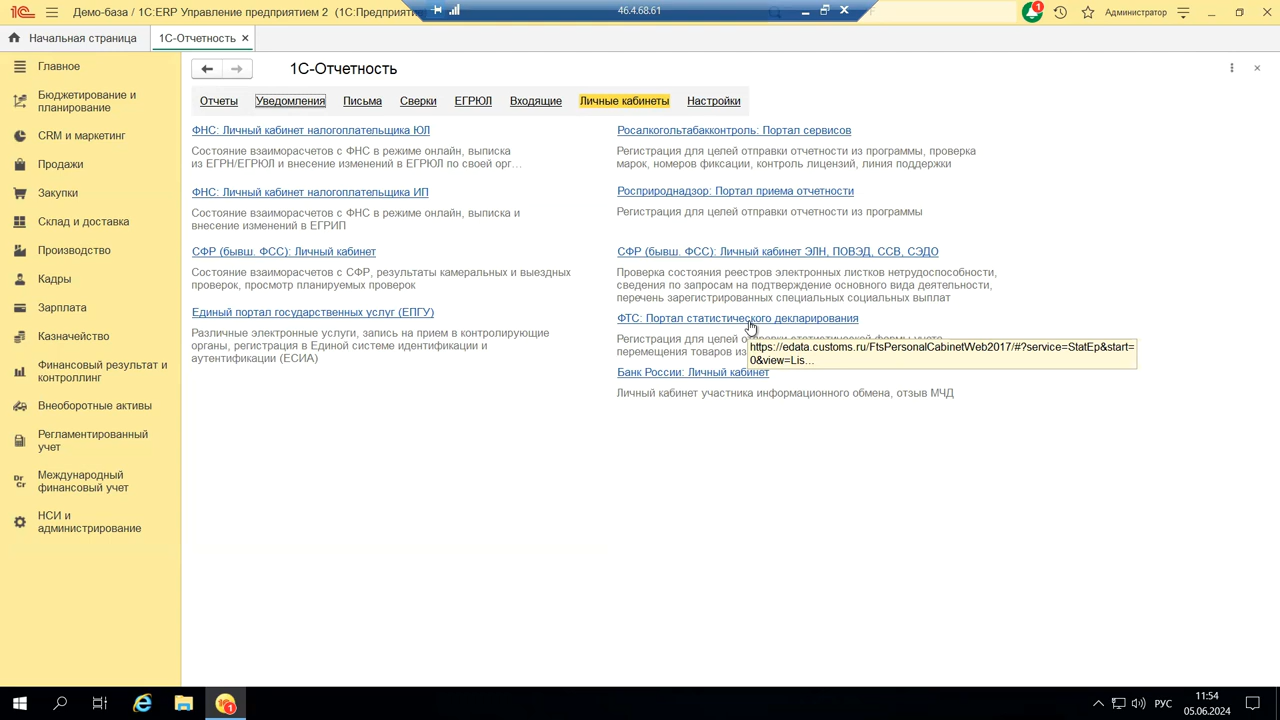 Демо-база / 1С:ERP Управление предприятием 2 (1С:Предприяти
46.4.68.61
1
Администратор
Начальная страница
1С-Отчетность ×
Главное
Бюджетирование и
планирование
CRM и маркетинг
Продажи
Закупки
Склад и доставка
Производство
Кадры
Зарплата
Казначейство
Финансовый результат и
контроллинг
Внеоборотные активы
Регламентированный
учет
Dr
Cr
Международный
финансовый учет
НСИ и
администрирование
1С-Отчетность
Отчеты Уведомления Письма Сверки ЕГРЮЛ Входящие Личные кабинеты Настройки
ФНС: Личный кабинет налогоплательщика ЮЛ
Состояние взаиморасчетов с ФНС в режиме онлайн, выписка
из ЕГРН/ЕГРЮЛ и внесение изменений в ЕГРЮЛ по своей орг...
ФНС: Личный кабинет налогоплательщика ИП
Состояние взаиморасчетов с ФНС в режиме онлайн, выписка и
внесение изменений в ЕГРИП
СФР (бывш. ФСС): Личный кабинет
Состояние взаиморасчетов с СФР, результаты камеральных и выездных
проверок, просмотр планируемых проверок
Единый портал государственных услуг (ЕПГУ)
Различные электронные услуги, запись на прием в контролирующие
органы, регистрация в Единой системе идентификации и
аутентификации (ЕСИА)
Росалкогольтабакконтроль: Портал сервисов
Регистрация для целей отправки отчетности из программы, проверка
марок, номеров фиксации, контроль лицензий, линия поддержки
Росприроднадзор: Портал приема отчетности
Регистрация для целей отправки отчетности из программы
СФР (бывш. ФСС): Личный кабинет ЭЛН, ПОВЭД, ССВ, СЭДО
Проверка состояния реестров электронных листков нетрудоспособности,
сведения по запросам на подтверждение основного вида деятельности,
перечень зарегистрированных специальных социальных выплат
ФТС: Портал статистического декларирования
Регистрация для целей отправки статистической формы учета
перемещения товаров из
https://edata.customs.ru/FtsPersonalCabinetWeb2017/#?service=StatEp&start=
0&view=Lis...
Банк России: Личный кабинет
Личный кабинет участника информационного обмена, отзыв МЧД
1
РУС
11:54
05.06.2024